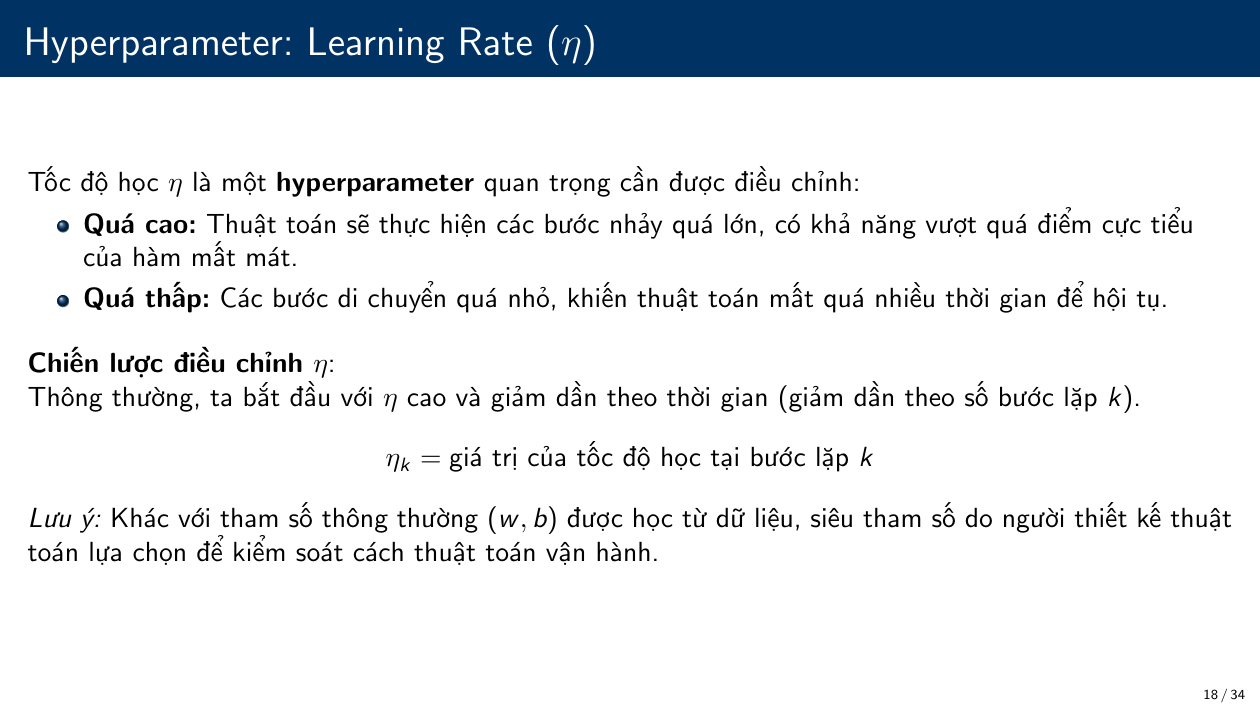 Hyperparameter: Learning Rate (η)
Tốc độ học η là một hyperparameter quan trọng cần được điều chỉnh:
Quá cao: Thuật toán sẽ thực hiện các bước nhảy quá lớn, có khả năng vượt quá điểm cực tiểu
của hàm mất mát.
Quá thấp: Các bước di chuyển quá nhỏ, khiến thuật toán mất quá nhiều thời gian để hội tụ.
Chiến lược điều chỉnh η:
Thông thường, ta bắt đầu với η cao và giảm dần theo thời gian (giảm dần theo số bước lặp k).
ηₖ = giá trị của tốc độ học tại bước lặp k
Lưu ý: Khác với tham số thông thường (w, b) được học từ dữ liệu, siêu tham số do người thiết kế thuật
toán lựa chọn để kiểm soát cách thuật toán vận hành.
18 / 34